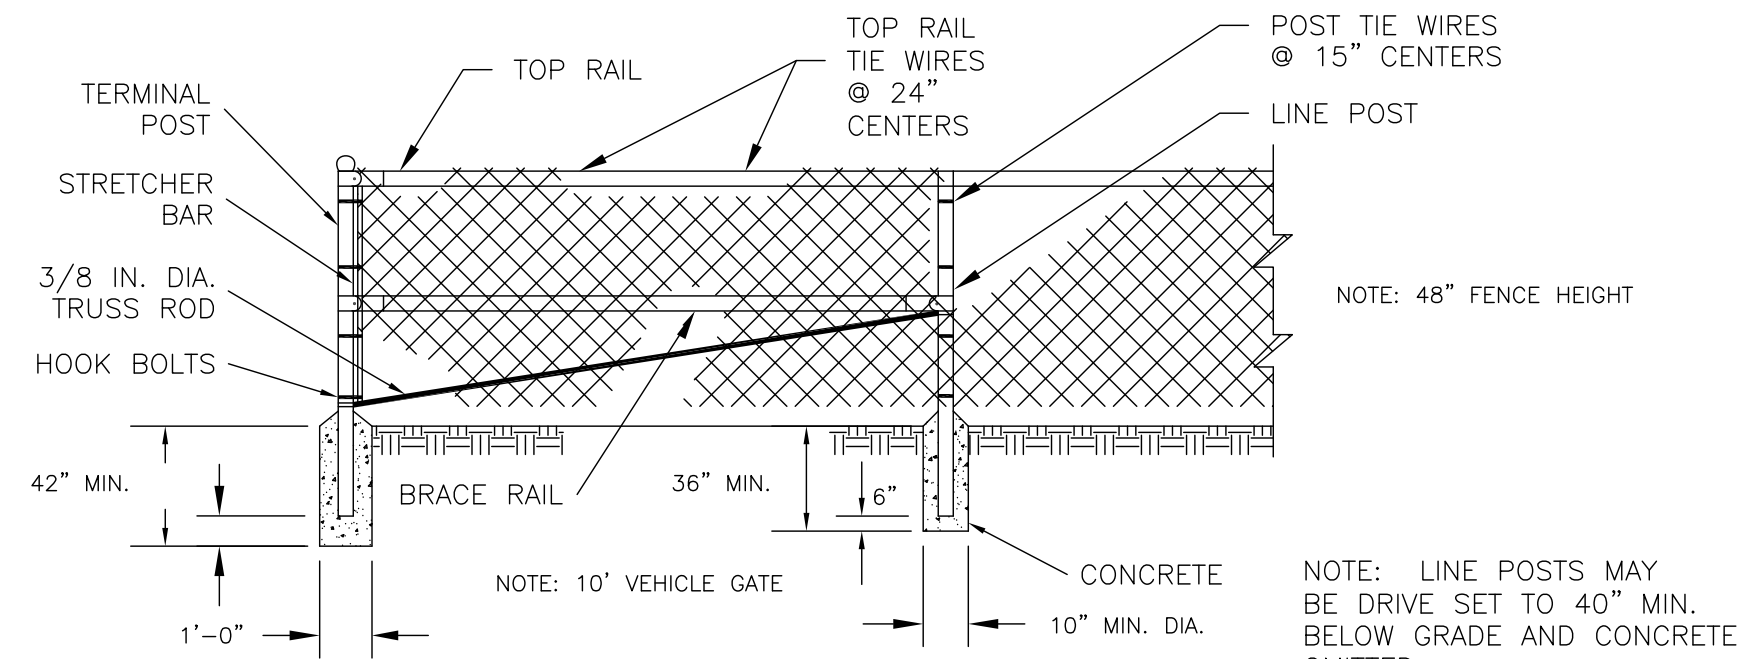 TOP RAIL
TOP RAIL
TIE WIRES
@ 24"
CENTERS
POST TIE WIRES
@ 15" CENTERS
TERMINAL
POST
LINE POST
STRETCHER
BAR
3/8 IN. DIA.
TRUSS ROD
NOTE: 48" FENCE HEIGHT
HOOK BOLTS
42" MIN.
BRACE RAIL
36" MIN.
6"
NOTE: 10' VEHICLE GATE
CONCRETE
1'-0"
10" MIN. DIA.
NOTE: LINE POSTS MAY
BE DRIVE SET TO 40" MIN.
BELOW GRADE AND CONCRETE